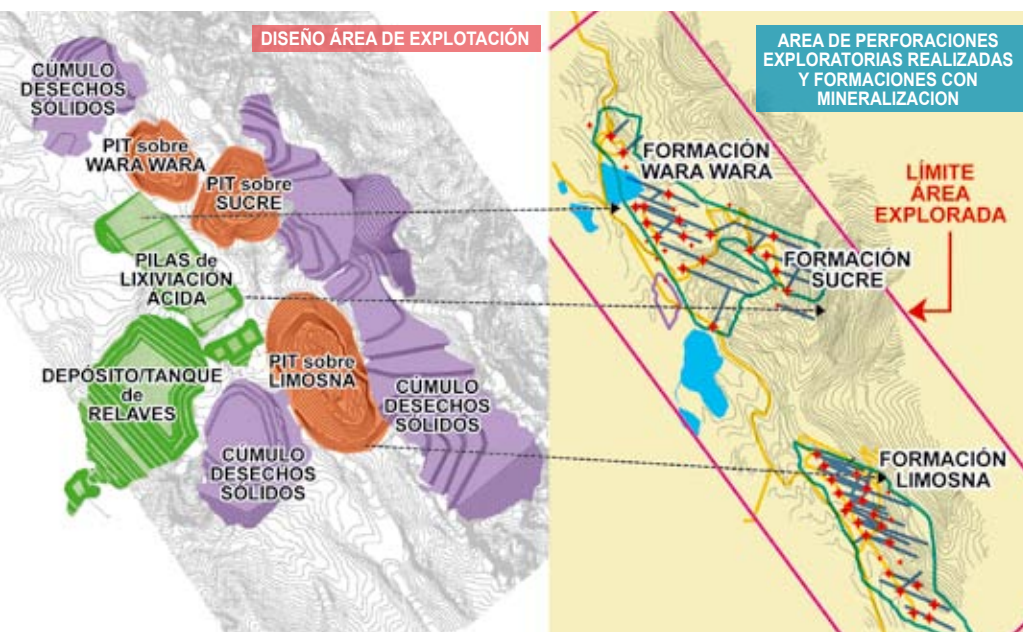 DISEÑO ÁREA DE EXPLOTACIÓN
CÚMULO
DESECHOS
SÓLIDOS
PIT sobre
WARA WARA
PIT sobre
SUCRE
PILAS de
LIXIVIACIÓN
ÁCIDA
DEPÓSITO/TANQUE
de
RELAVES
PIT sobre
LIMOSNA
CÚMULO
DESECHOS
SÓLIDOS
CÚMULO
DESECHOS
SÓLIDOS
AREA DE PERFORACIONES
EXPLORATORIAS REALIZADAS
Y FORMACIONES CON
MINERALIZACION
FORMACIÓN
WARA WARA
LÍMITE
ÁREA
EXPLORADA
FORMACIÓN
SUCRE
FORMACIÓN
LIMOSNA